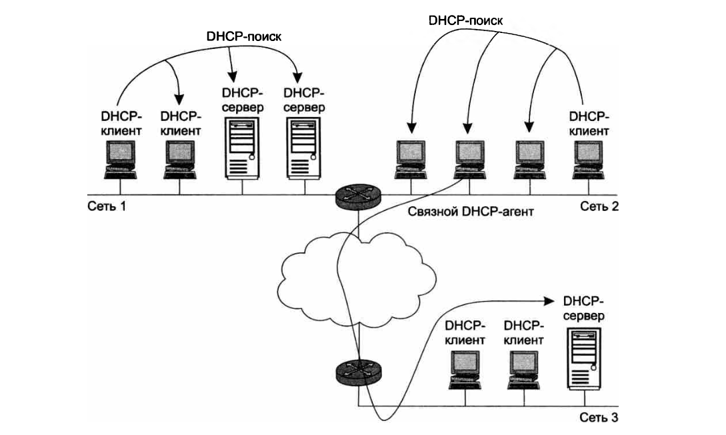 DHCP-поиск
DHCP-поиск
DHCP-
клиент
DHCP-
клиент
DHCP-
сервер
DHCP-
сервер
DHCP-
клиент
Сеть 1
Связной DHCP-агент
Сеть 2
DHCP-
клиент
DHCP-
клиент
DHCP-
сервер
Сеть 3